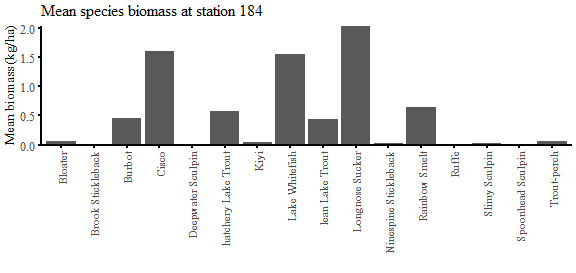 Mean species biomass at station 184
Mean biomass (kg/ha)
2.0
1.5
1.0
0.5
0.0
Bloater
Brook Stickleback
Burbot
Cisco
Deepwater Sculpin
hatchery Lake Trout
Kiyi
Lake Whitefish
lean Lake Trout
Longnose Sucker
Ninespine Stickleback
Rainbow Smelt
Ruffe
Slimy Sculpin
Spoonhead Sculpin
Trout-perch